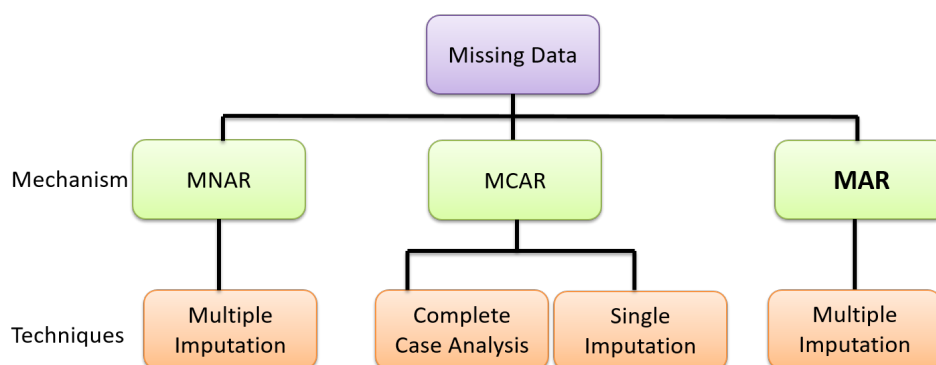 Missing Data
Mechanism
MNAR
MCAR
MAR
Techniques
Multiple
Imputation
Complete
Case Analysis
Single
Imputation
Multiple
Imputation